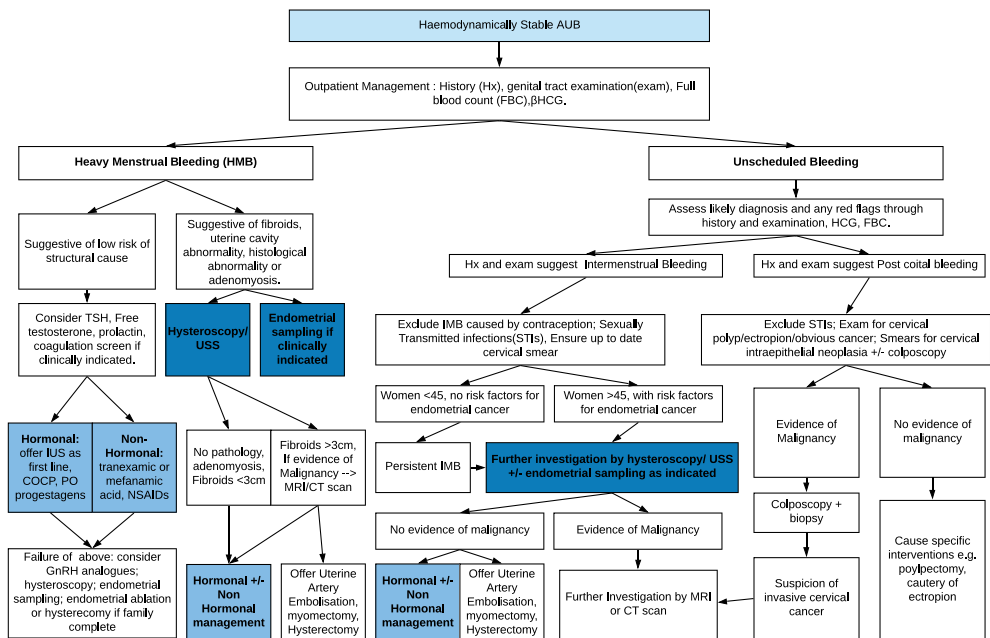 Haemodynamically Stable AUB
Outpatient Management : History (Hx), genital tract examination(exam), Full
blood count (FBC),βHCG.
Heavy Menstrual Bleeding (HMB)
Unscheduled Bleeding
Suggestive of low risk of
structural cause
Suggestive of fibroids,
uterine cavity
abnormality, histological
abnormality or
adenomyosis.
Assess likely diagnosis and any red flags through
history and examination, HCG, FBC.
Hx and exam suggest Intermenstrual Bleeding
Hx and exam suggest Post coital bleeding
Consider TSH, Free
testosterone, prolactin,
coagulation screen if
clinically indicated.
Hysteroscopy/
USS
Endometrial
sampling if
clinically
indicated
Exclude IMB caused by contraception; Sexually
Transmitted infections(STIs), Ensure up to date
cervical smear
Exclude STIs; Exam for cervical
polyp/ectropion/obvious cancer; Smears for cervical
intraepithelial neoplasia +/- colposcopy
Women <45, no risk factors for
endometrial cancer
Women >45, with risk factors
for endometrial cancer
Evidence of
Malignancy
No evidence of
malignancy
Hormonal:
offer IUS as
first line,
COCP, PO
progestagens
Non-
Hormonal:
tranexamic or
mefanamic
acid, NSAIDs
No pathology,
adenomyosis,
Fibroids <3cm
Fibroids >3cm,
If evidence of
Malignancy -->
MRI/CT scan
Persistent IMB
Further investigation by hysteroscopy/ USS
+/- endometrial sampling as indicated
No evidence of malignancy
Evidence of Malignancy
Colposcopy +
biopsy
Cause specific
interventions e.g.
poylpectomy,
cautery of
ectropion
Failure of above: consider
GnRH analogues;
hysteroscopy; endometrial
sampling; endometrial ablation
or hysterecomy if family
complete
Hormonal +/-
Non Hormonal
management
Offer Uterine
Artery
Embolisation,
myomectomy,
Hysterectomy
Hormonal +/-
Non Hormonal
management
Offer Uterine
Artery
Embolisation,
myomectomy,
Hysterectomy
Further Investigation by MRI
or CT scan
Suspicion of
invasive cervical
cancer